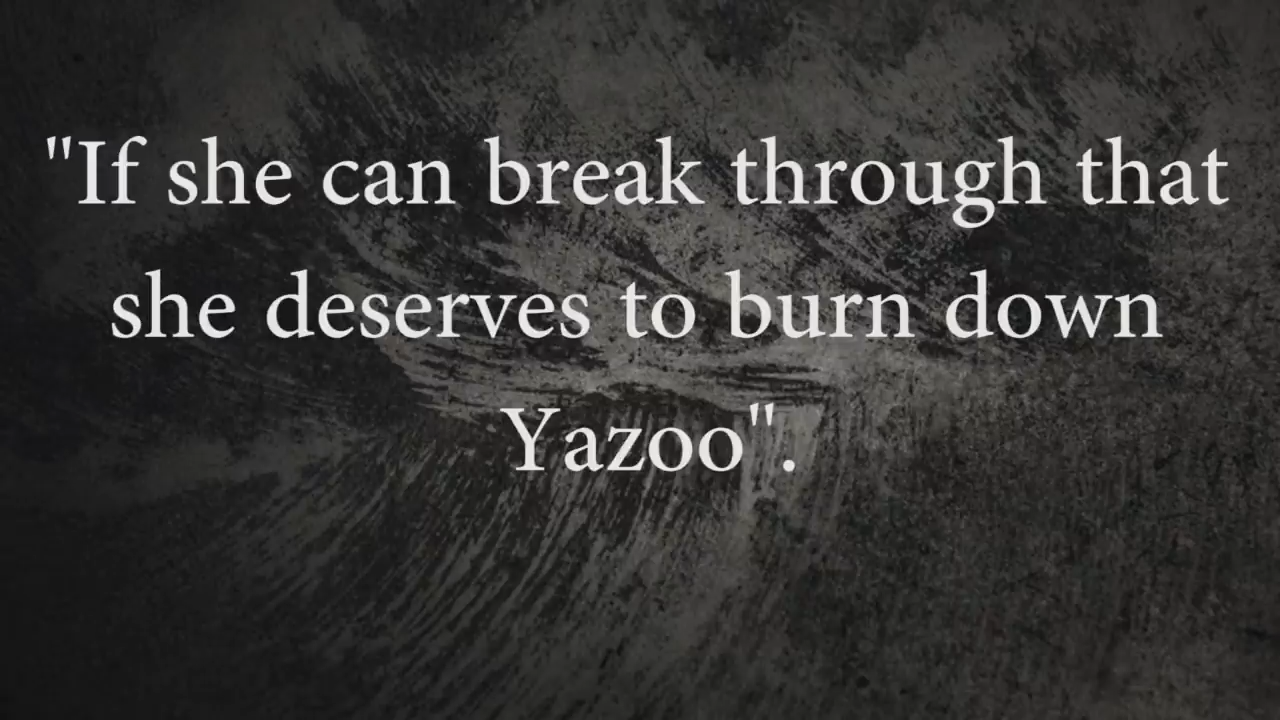 "If she can break through that
she deserves to burn down
Yazoo".